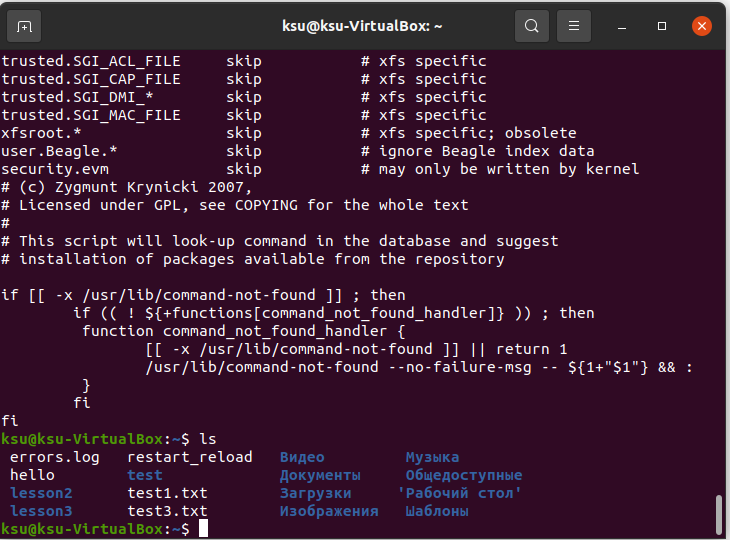 ksu@ksu-VirtualBox: ~
trusted.SGI_ACL_FILE     skip           # xfs specific
trusted.SGI_CAP_FILE     skip           # xfs specific
trusted.SGI_DMI_*        skip           # xfs specific
trusted.SGI_MAC_FILE     skip           # xfs specific
xfsroot.*                skip           # xfs specific; obsolete
user.Beagle.*            skip           # ignore Beagle index data
security.evm             skip           # may only be written by kernel
# (c) Zygmunt Krynicki 2007,
# Licensed under GPL, see COPYING for the whole text
#
# This script will look-up command in the database and suggest
# installation of packages available from the repository
if [[ -x /usr/lib/command-not-found ]] ; then
        if (( ! ${+functions[command_not_found_handler]} )) ; then
         function command_not_found_handler {
                [[ -x /usr/lib/command-not-found ]] || return 1
                /usr/lib/command-not-found --no-failure-msg -- ${1+"$1"} && :
         }
        fi
fi
ksu@ksu-VirtualBox:~$ ls
 errors.log   restart_reload   Видео         Музыка
 hello        test             Документы     Общедоступные
 lesson2      test1.txt        Загрузки     'Рабочий стол'
 lesson3      test3.txt        Изображения   Шаблоны
ksu@ksu-VirtualBox:~$